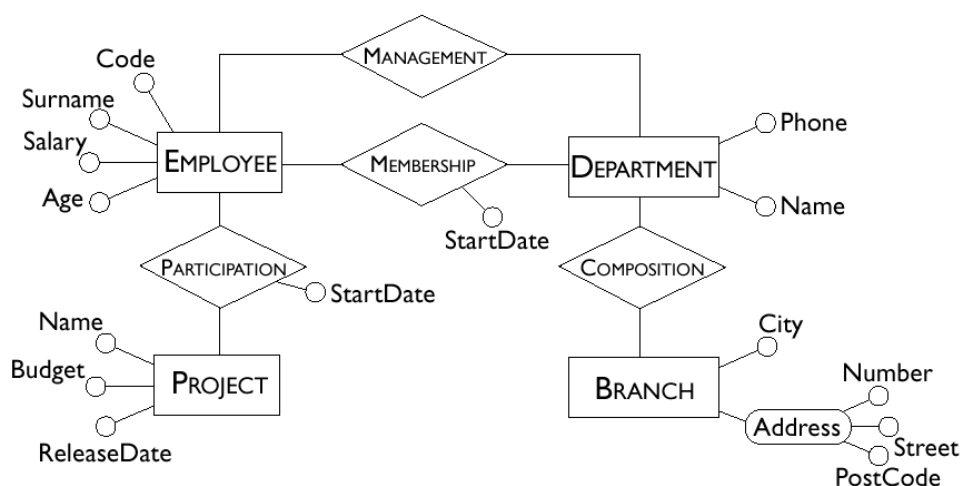 MANAGEMENT
Code
Surname
Salary
Age
EMPLOYEE
MEMBERSHIP
StartDate
DEPARTMENT
Phone
Name
PARTICIPATION
StartDate
COMPOSITION
Name
Budget
ReleaseDate
PROJECT
BRANCH
City
Address
Number
Street
PostCode